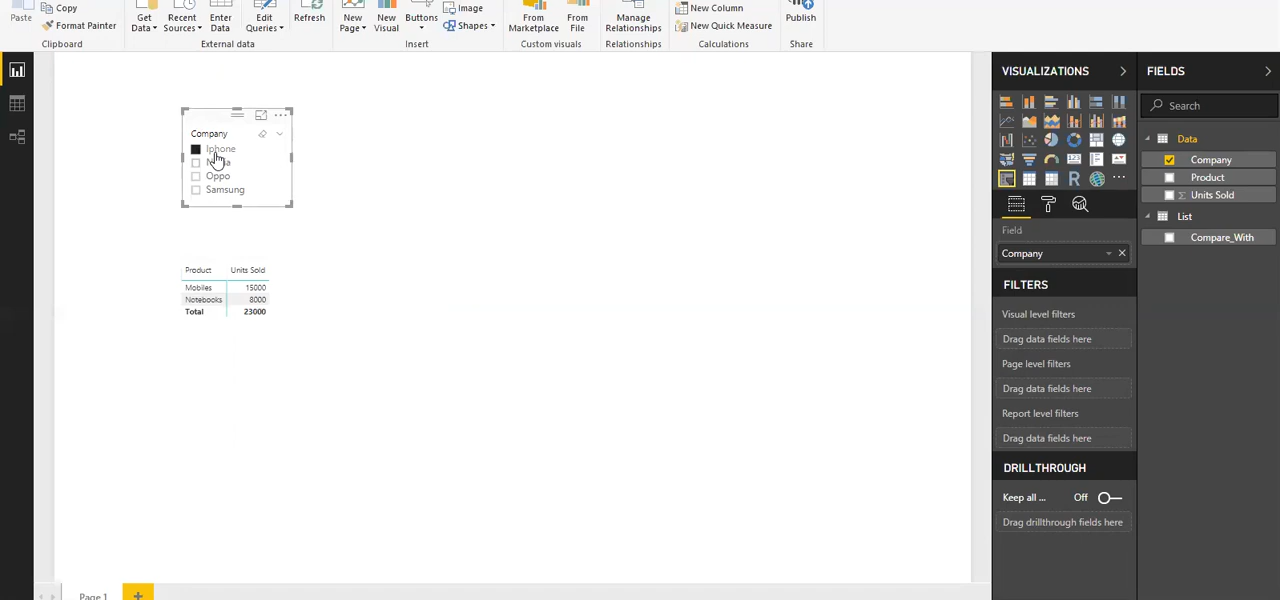 Paste
Copy
Format Painter
Clipboard
Get Data
Recent Sources
Enter Data
External data
Edit Queries
Refresh
New Page
New Visual
Buttons
Image
Shapes
Insert
From Marketplace
From File
Custom visuals
Manage Relationships
Relationships
New Column
New Quick Measure
Calculations
Publish
Share
Company
Iphone
Oppo
Samsung
Product Units Sold
Mobiles 15000
Notebooks 8000
Total 23000
Page 1
VISUALIZATIONS
R
Field
Company
FILTERS
Visual level filters
Drag data fields here
Page level filters
Drag data fields here
Report level filters
Drag data fields here
DRILLTHROUGH
Keep all ... Off
Drag drillthrough fields here
FIELDS
Search
Data
Company
Product
Σ Units Sold
List
Compare_With